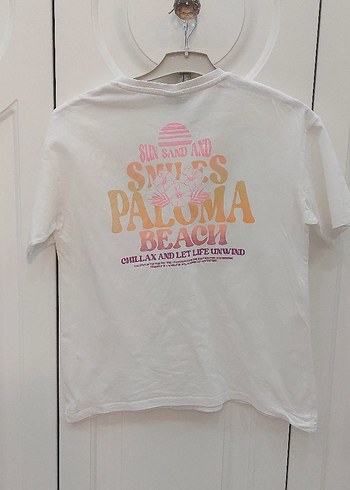 SUN SAND AND
SMILES
PALOMA
BEACH
CHILLAX AND LET LIFE UNWIND